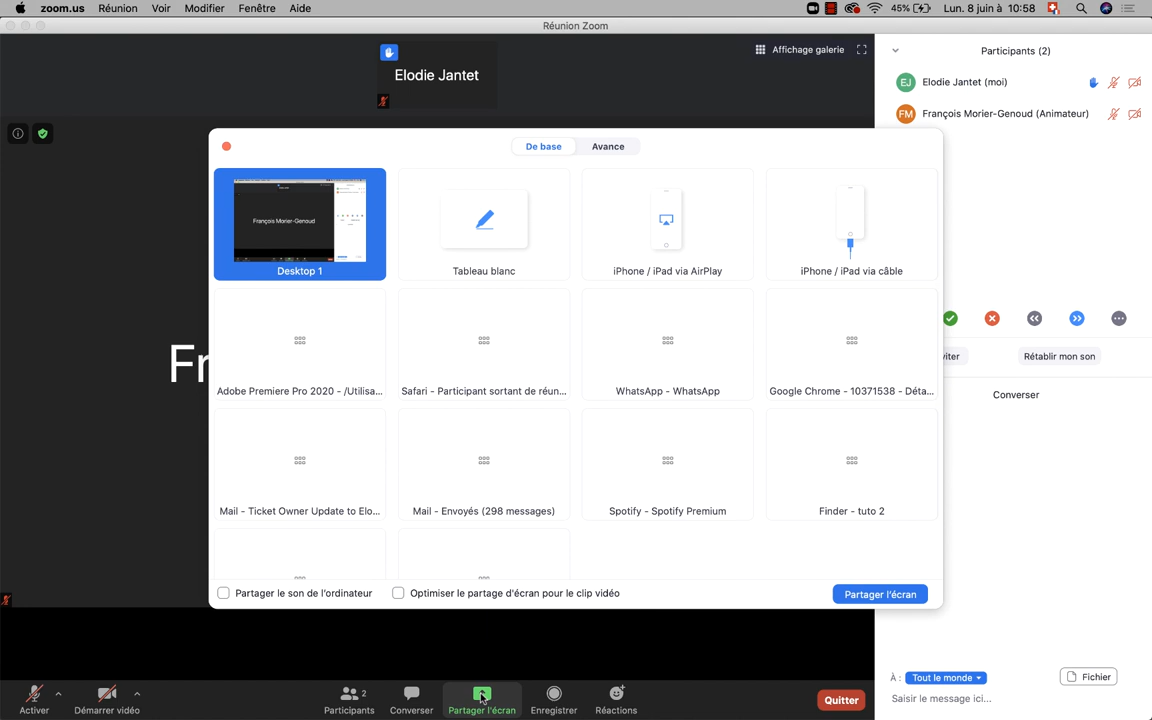 zoom.us Réunion Voir Modifier Fenêtre Aide 45% Lun. 8 juin à 10:58
Réunion Zoom
Elodie Jantet
Affichage galerie
Participants (2)
EJ Elodie Jantet (moi)
FM François Morier-Genoud (Animateur)
De base Avance
François Morier-Genoud
Desktop 1
Tableau blanc
iPhone / iPad via AirPlay
iPhone / iPad via câble
Fr
viter
Rétablir mon son
Adobe Premiere Pro 2020 - /Utilisa...
Safari - Participant sortant de réun...
WhatsApp - WhatsApp
Google Chrome - 10371538 - Déta...
Converser
Mail - Ticket Owner Update to Elo...
Mail - Envoyés (298 messages)
Spotify - Spotify Premium
Finder - tuto 2
Partager le son de l'ordinateur
Optimiser le partage d'écran pour le clip vidéo
Partager l'écran
À : Tout le monde
Fichier
Saisir le message ici...
Activer
Démarrer vidéo
2
Participants
Converser
Partager l'écran
Enregistrer
Réactions
Quitter